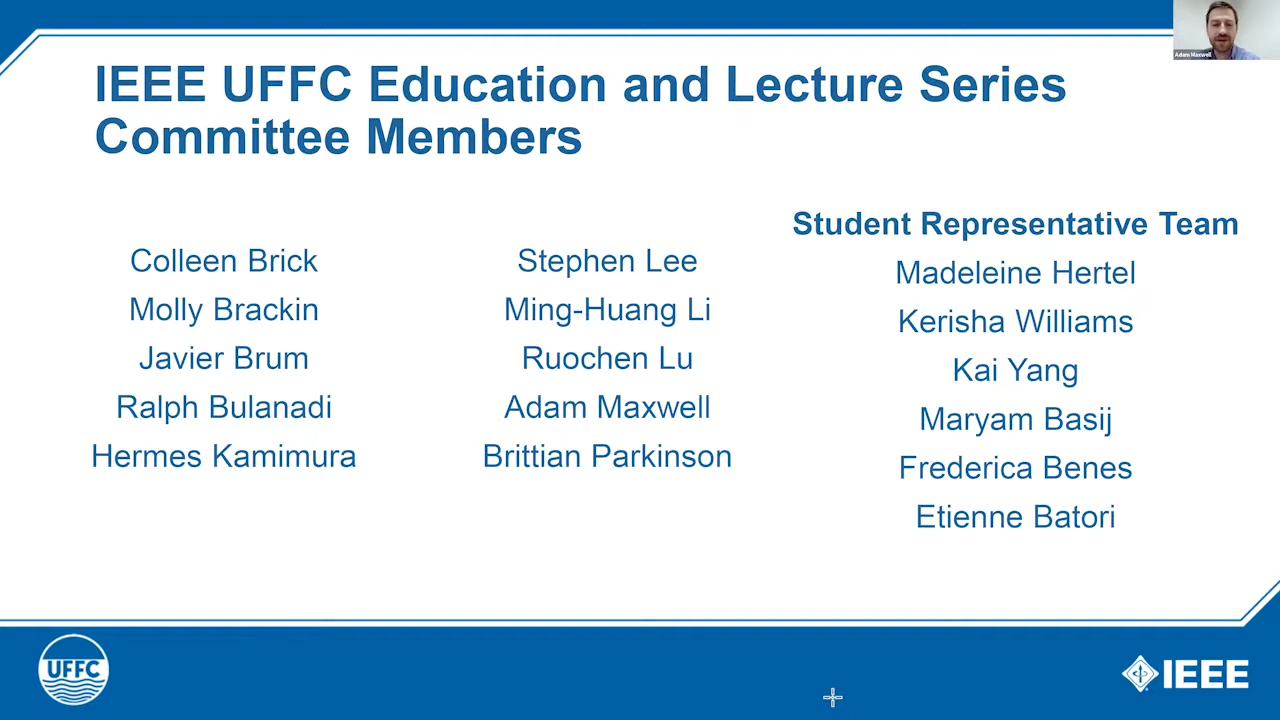 Adam Maxwell
IEEE UFFC Education and Lecture Series
Committee Members
Colleen Brick
Molly Brackin
Javier Brum
Ralph Bulanadi
Hermes Kamimura
Stephen Lee
Ming-Huang Li
Ruochen Lu
Adam Maxwell
Brittian Parkinson
Student Representative Team
Madeleine Hertel
Kerisha Williams
Kai Yang
Maryam Basij
Frederica Benes
Etienne Batori
UFFC
IEEE